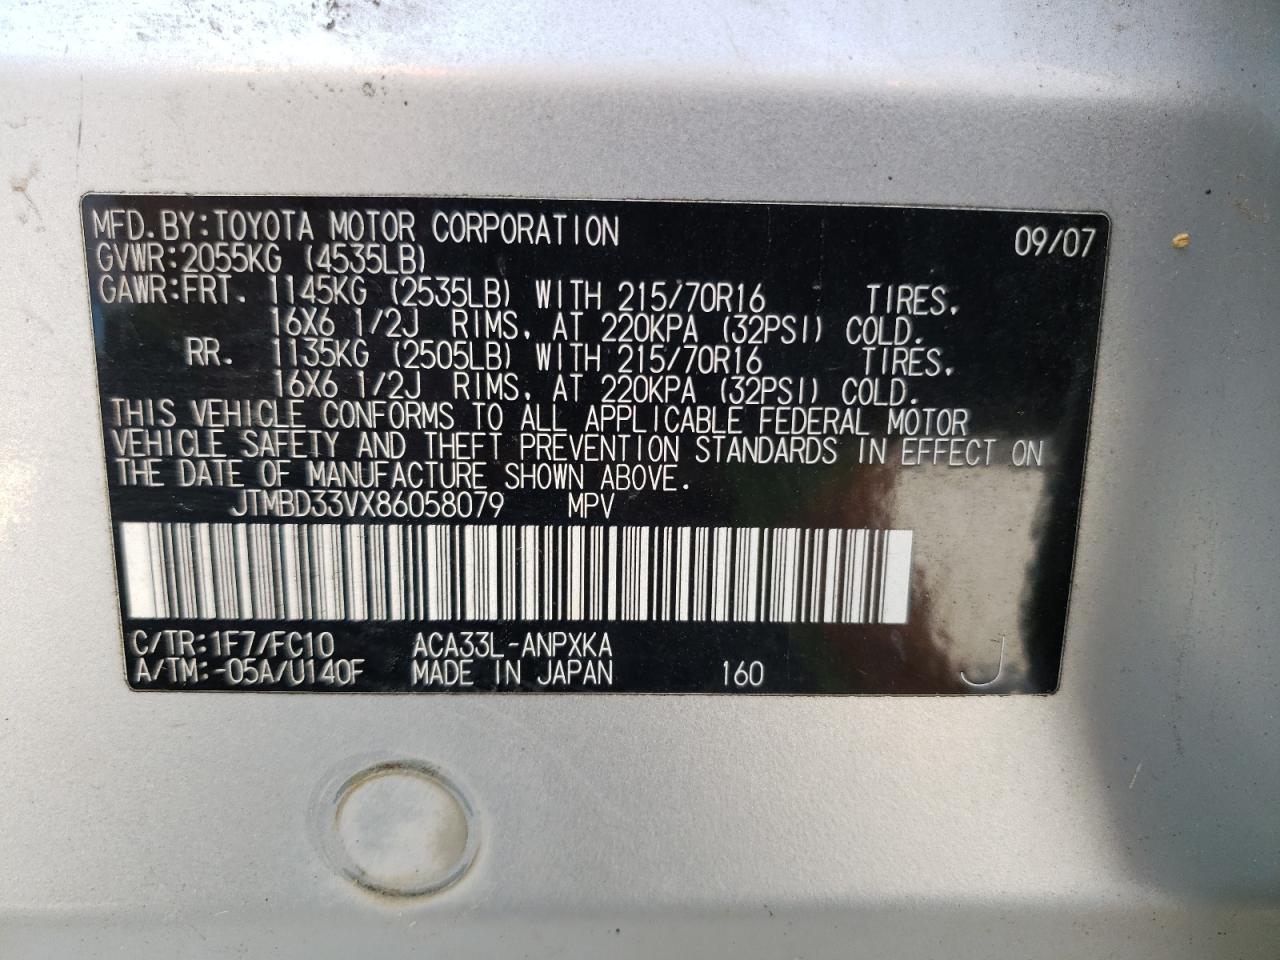 MFD.BY:TOYOTA MOTOR CORPORATION 09/07
GVWR:2055KG (4535LB)
GAWR:FRT. 1145KG (2535LB) WITH 215/70R16 TIRES,
16X6 1/2J RIMS, AT 220KPA (32PSI) COLD.
RR. 1135KG (2505LB) WITH 215/70R16 TIRES,
16X6 1/2J RIMS, AT 220KPA (32PSI) COLD.
THIS VEHICLE CONFORMS TO ALL APPLICABLE FEDERAL MOTOR
VEHICLE SAFETY AND THEFT PREVENTION STANDARDS IN EFFECT ON
THE DATE OF MANUFACTURE SHOWN ABOVE.
JTMBD33VX86058079 MPV
C/TR:1F7/FC10 ACA33L-ANPXKA
A/TM:-05A/U140F MADE IN JAPAN 160 J